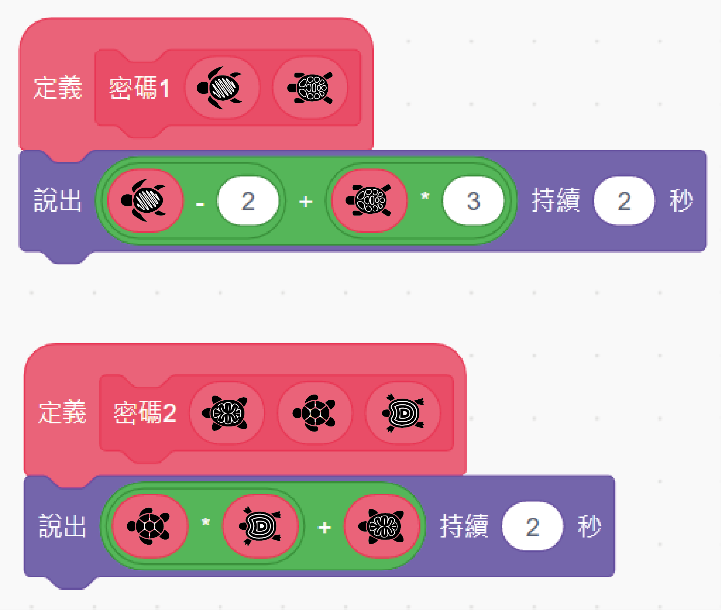 定義 密碼1
說出 - 2 + * 3 持續 2 秒
定義 密碼2
說出 * + 持續 2 秒